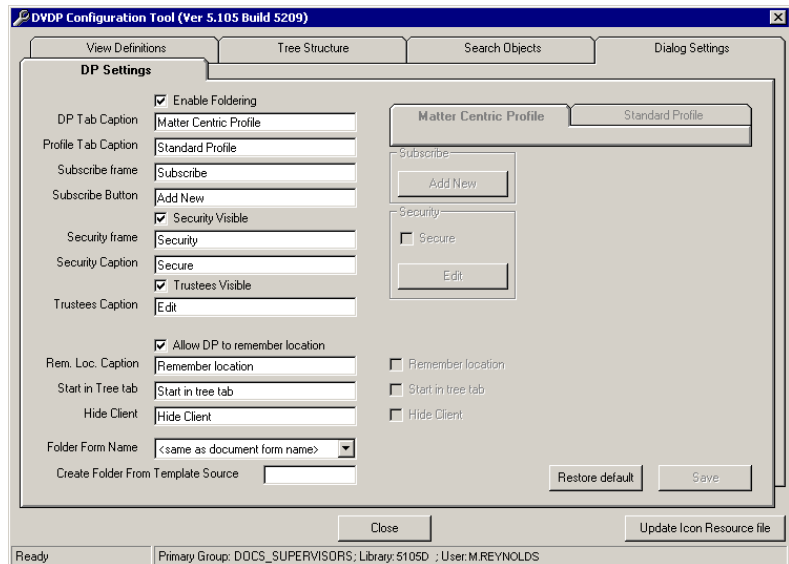 DVDP Configuration Tool (Ver 5.105 Build 5209)
View Definitions Tree Structure Search Objects Dialog Settings
DP Settings
Enable Foldering
DP Tab Caption Matter Centric Profile Matter Centric Profile Standard Profile
Profile Tab Caption Standard Profile
Subscribe frame Subscribe Subscribe
Subscribe Button Add New Add New
Security Visible Security
Security frame Security Secure
Security Caption Secure
Trustees Visible Edit
Trustees Caption Edit
Allow DP to remember location
Rem. Loc. Caption Remember location Remember location
Start in Tree tab Start in tree tab Start in tree tab
Hide Client Hide Client Hide Client
Folder Form Name <same as document form name>
Create Folder From Template Source
Restore default Save
Close Update Icon Resource file
Ready Primary Group: DOCS_SUPERVISORS; Library: 5105D ; User: M.REYNOLDS